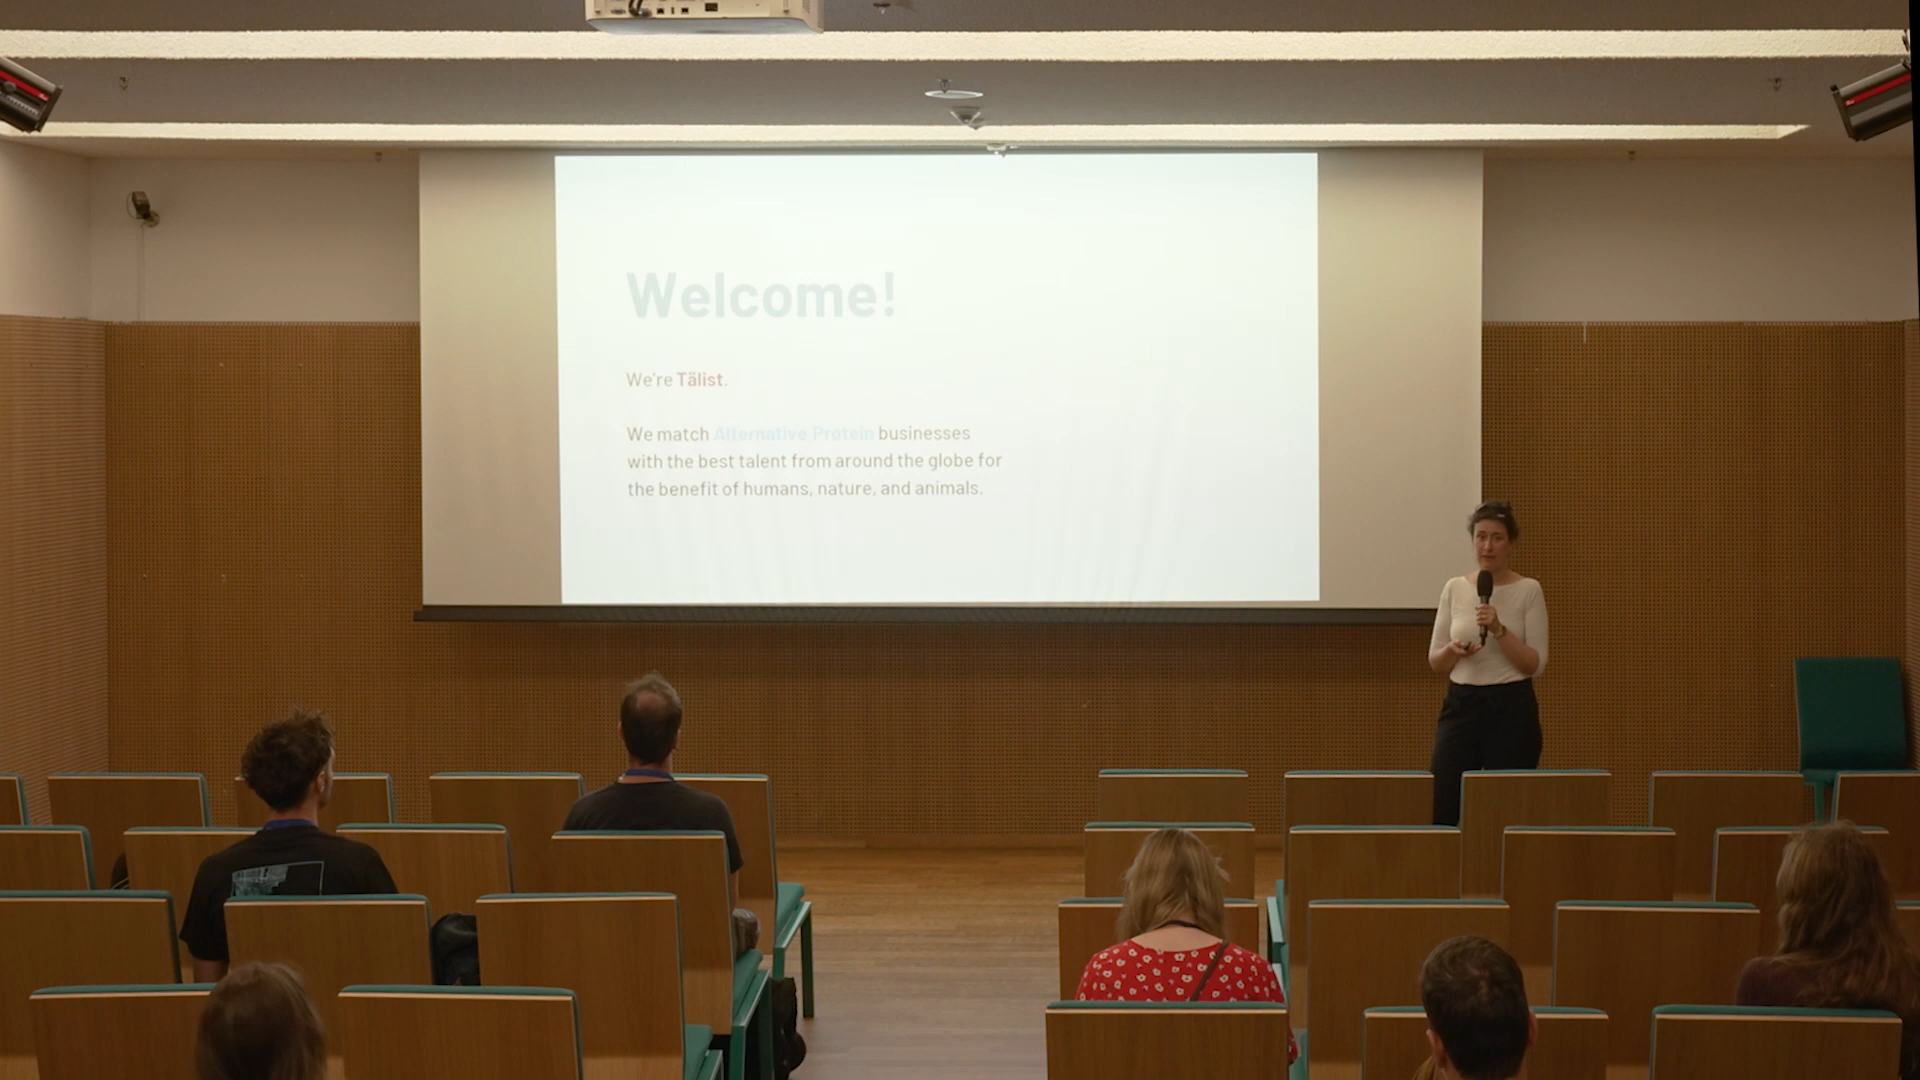 Welcome!
We're Tälist.
We match Alternative Protein businesses
with the best talent from around the globe for
the benefit of humans, nature, and animals.